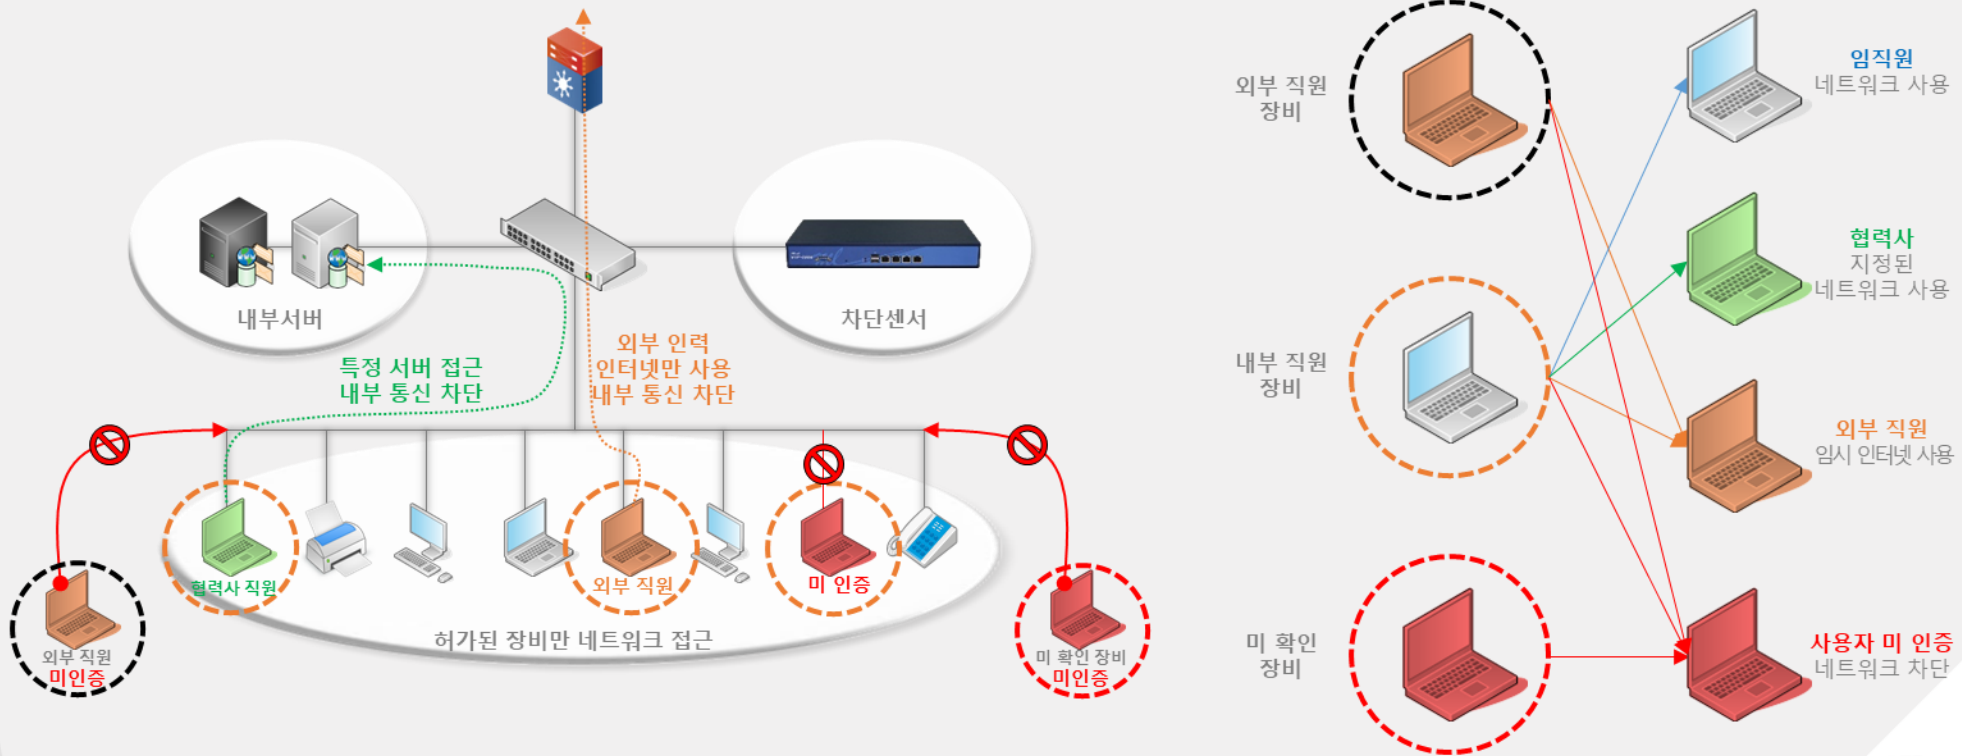 내부서버
차단센서
특정 서버 접근
내부 통신 차단
외부 인력
인터넷만 사용
내부 통신 차단
협력사 직원
외부 직원
미 인증
허가된 장비만 네트워크 접근
외부 직원
미인증
미 확인 장비
미인증
외부 직원
장비
내부 직원
장비
미 확인
장비
임직원
네트워크 사용
협력사
지정된
네트워크 사용
외부 직원
임시 인터넷 사용
사용자 미 인증
네트워크 차단